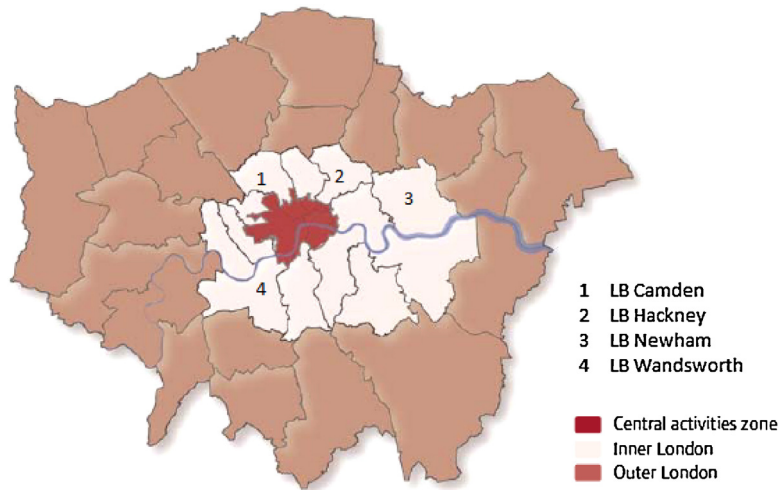 1
2
3
4
1 LB Camden
2 LB Hackney
3 LB Newham
4 LB Wandsworth
Central activities zone
Inner London
Outer London